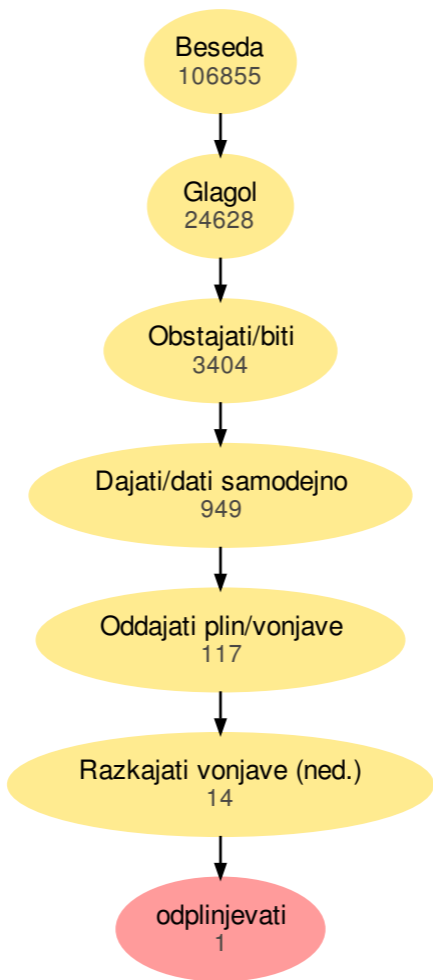 Beseda
106855
Glagol
24628
Obstajati/biti
3404
Dajati/dati samodejno
949
Oddajati plin/vonjave
117
Razkajati vonjave (ned.)
14
odplinjevati
1